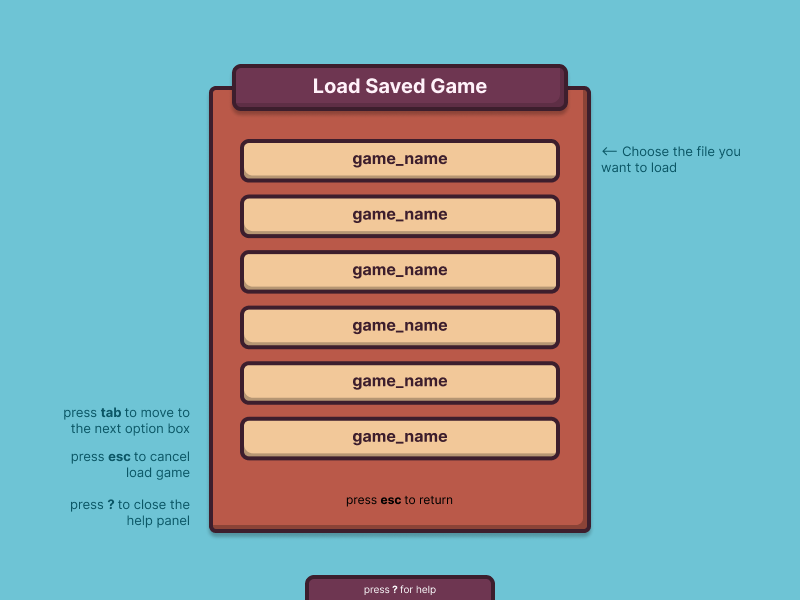 Load Saved Game
game_name
← Choose the file you
want to load
game_name
game_name
game_name
game_name
press tab to move to
the next option box
game_name
press esc to cancel
load game
press esc to return
press ? to close the
help panel
press ? for help